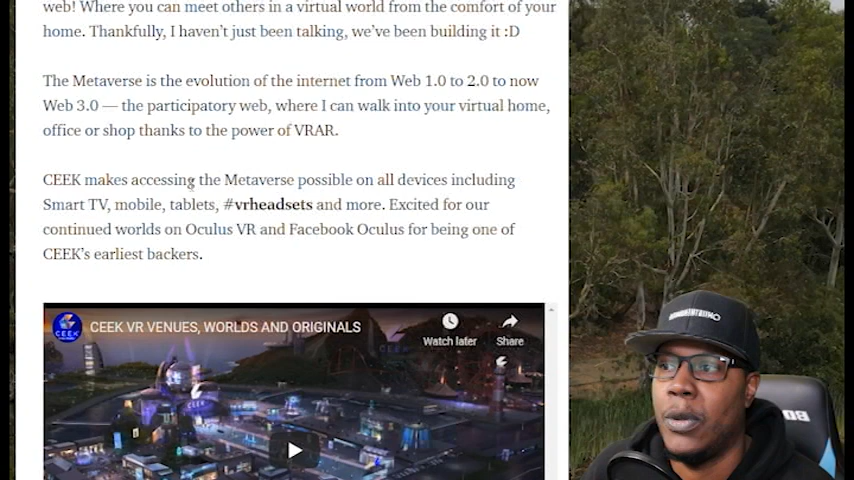 web! Where you can meet others in a virtual world from the comfort of your
home. Thankfully, I haven't just been talking, we've been building it :D
The Metaverse is the evolution of the internet from Web 1.0 to 2.0 to now
Web 3.0 — the participatory web, where I can walk into your virtual home,
office or shop thanks to the power of VRAR.
CEEK makes accessing the Metaverse possible on all devices including
Smart TV, mobile, tablets, #vrheadsets and more. Excited for our
continued worlds on Oculus VR and Facebook Oculus for being one of
CEEK's earliest backers.
CEEK
CEEK VR VENUES, WORLDS AND ORIGINALS
Watch later
Share
CEEK